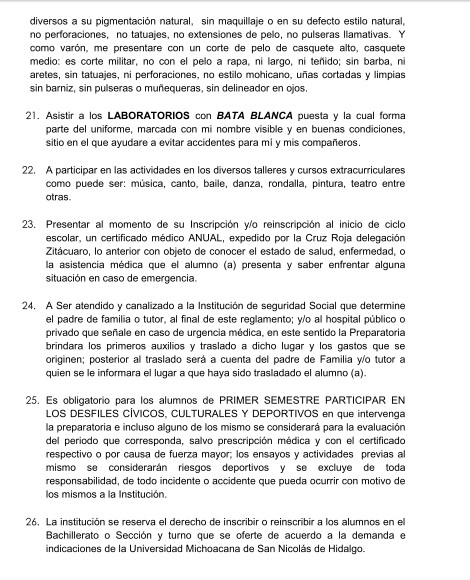 diversos a su pigmentación natural, sin maquillaje o en su defecto estilo natural,
no perforaciones, no tatuajes, no extensiones de pelo, no pulseras llamativas. Y
como varón, me presentare con un corte de pelo de casquete alto, casquete
medio: es corte militar, no con el pelo a rapa, ni largo, ni teñido; sin barba, ni
aretes, sin tatuajes, ni perforaciones, no estilo mohicano, uñas cortadas y limpias
sin barniz, sin pulseras o muñequeras, sin delineador en ojos.
21. Asistir a los LABORATORIOS con BATA BLANCA puesta y la cual forma
parte del uniforme, marcada con mi nombre visible y en buenas condiciones,
sitio en el que ayudare a evitar accidentes para mí y mis compañeros.
22. A participar en las actividades en los diversos talleres y cursos extracurriculares
como puede ser: música, canto, baile, danza, rondalla, pintura, teatro entre
otras.
23. Presentar al momento de su Inscripción y/o reinscripción al inicio de ciclo
escolar, un certificado médico ANUAL, expedido por la Cruz Roja delegación
Zitácuaro, lo anterior con objeto de conocer el estado de salud, enfermedad, o
la asistencia médica que el alumno (a) presenta y saber enfrentar alguna
situación en caso de emergencia.
24. A Ser atendido y canalizado a la Institución de seguridad Social que determine
el padre de familia o tutor, al final de este reglamento; y/o al hospital público o
privado que señale en caso de urgencia médica, en este sentido la Preparatoria
brindara los primeros auxilios y traslado a dicho lugar y los gastos que se
originen; posterior al traslado será a cuenta del padre de Familia y/o tutor a
quien se le informara el lugar a que haya sido trasladado el alumno (a).
25. Es obligatorio para los alumnos de PRIMER SEMESTRE PARTICIPAR EN
LOS DESFILES CÍVICOS, CULTURALES Y DEPORTIVOS en que intervenga
la preparatoria e incluso alguno de los mismo se considerará para la evaluación
del periodo que corresponda, salvo prescripción médica y con el certificado
respectivo o por causa de fuerza mayor; los ensayos y actividades previas al
mismo se considerarán riesgos deportivos y se excluye de toda
responsabilidad, de todo incidente o accidente que pueda ocurrir con motivo de
los mismos a la Institución.
26. La institución se reserva el derecho de inscribir o reinscribir a los alumnos en el
Bachillerato o Sección y turno que se oferte de acuerdo a la demanda e
indicaciones de la Universidad Michoacana de San Nicolás de Hidalgo.